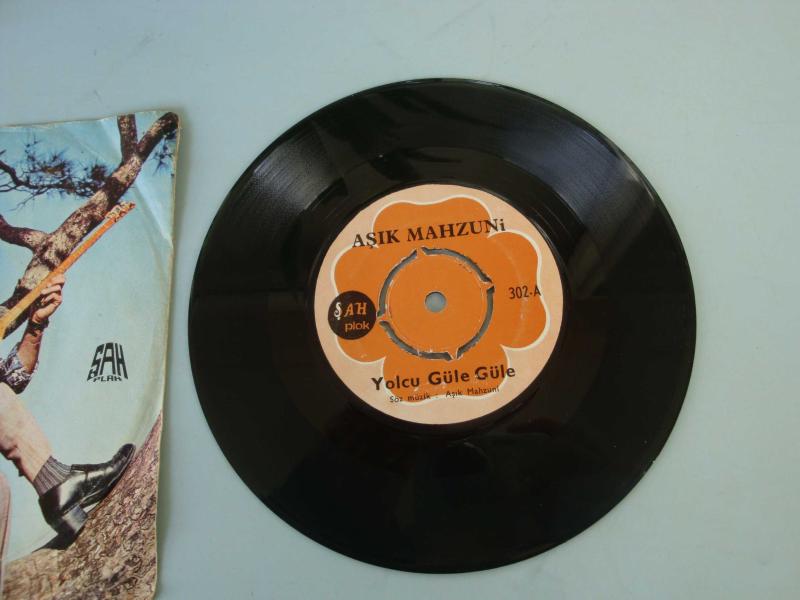 AŞIK MAHZUNi
302-A
ŞAH
plak
Yolcu Güle Güle
Söz müzik : Aşık Mahzuni
ŞAH
PLAK